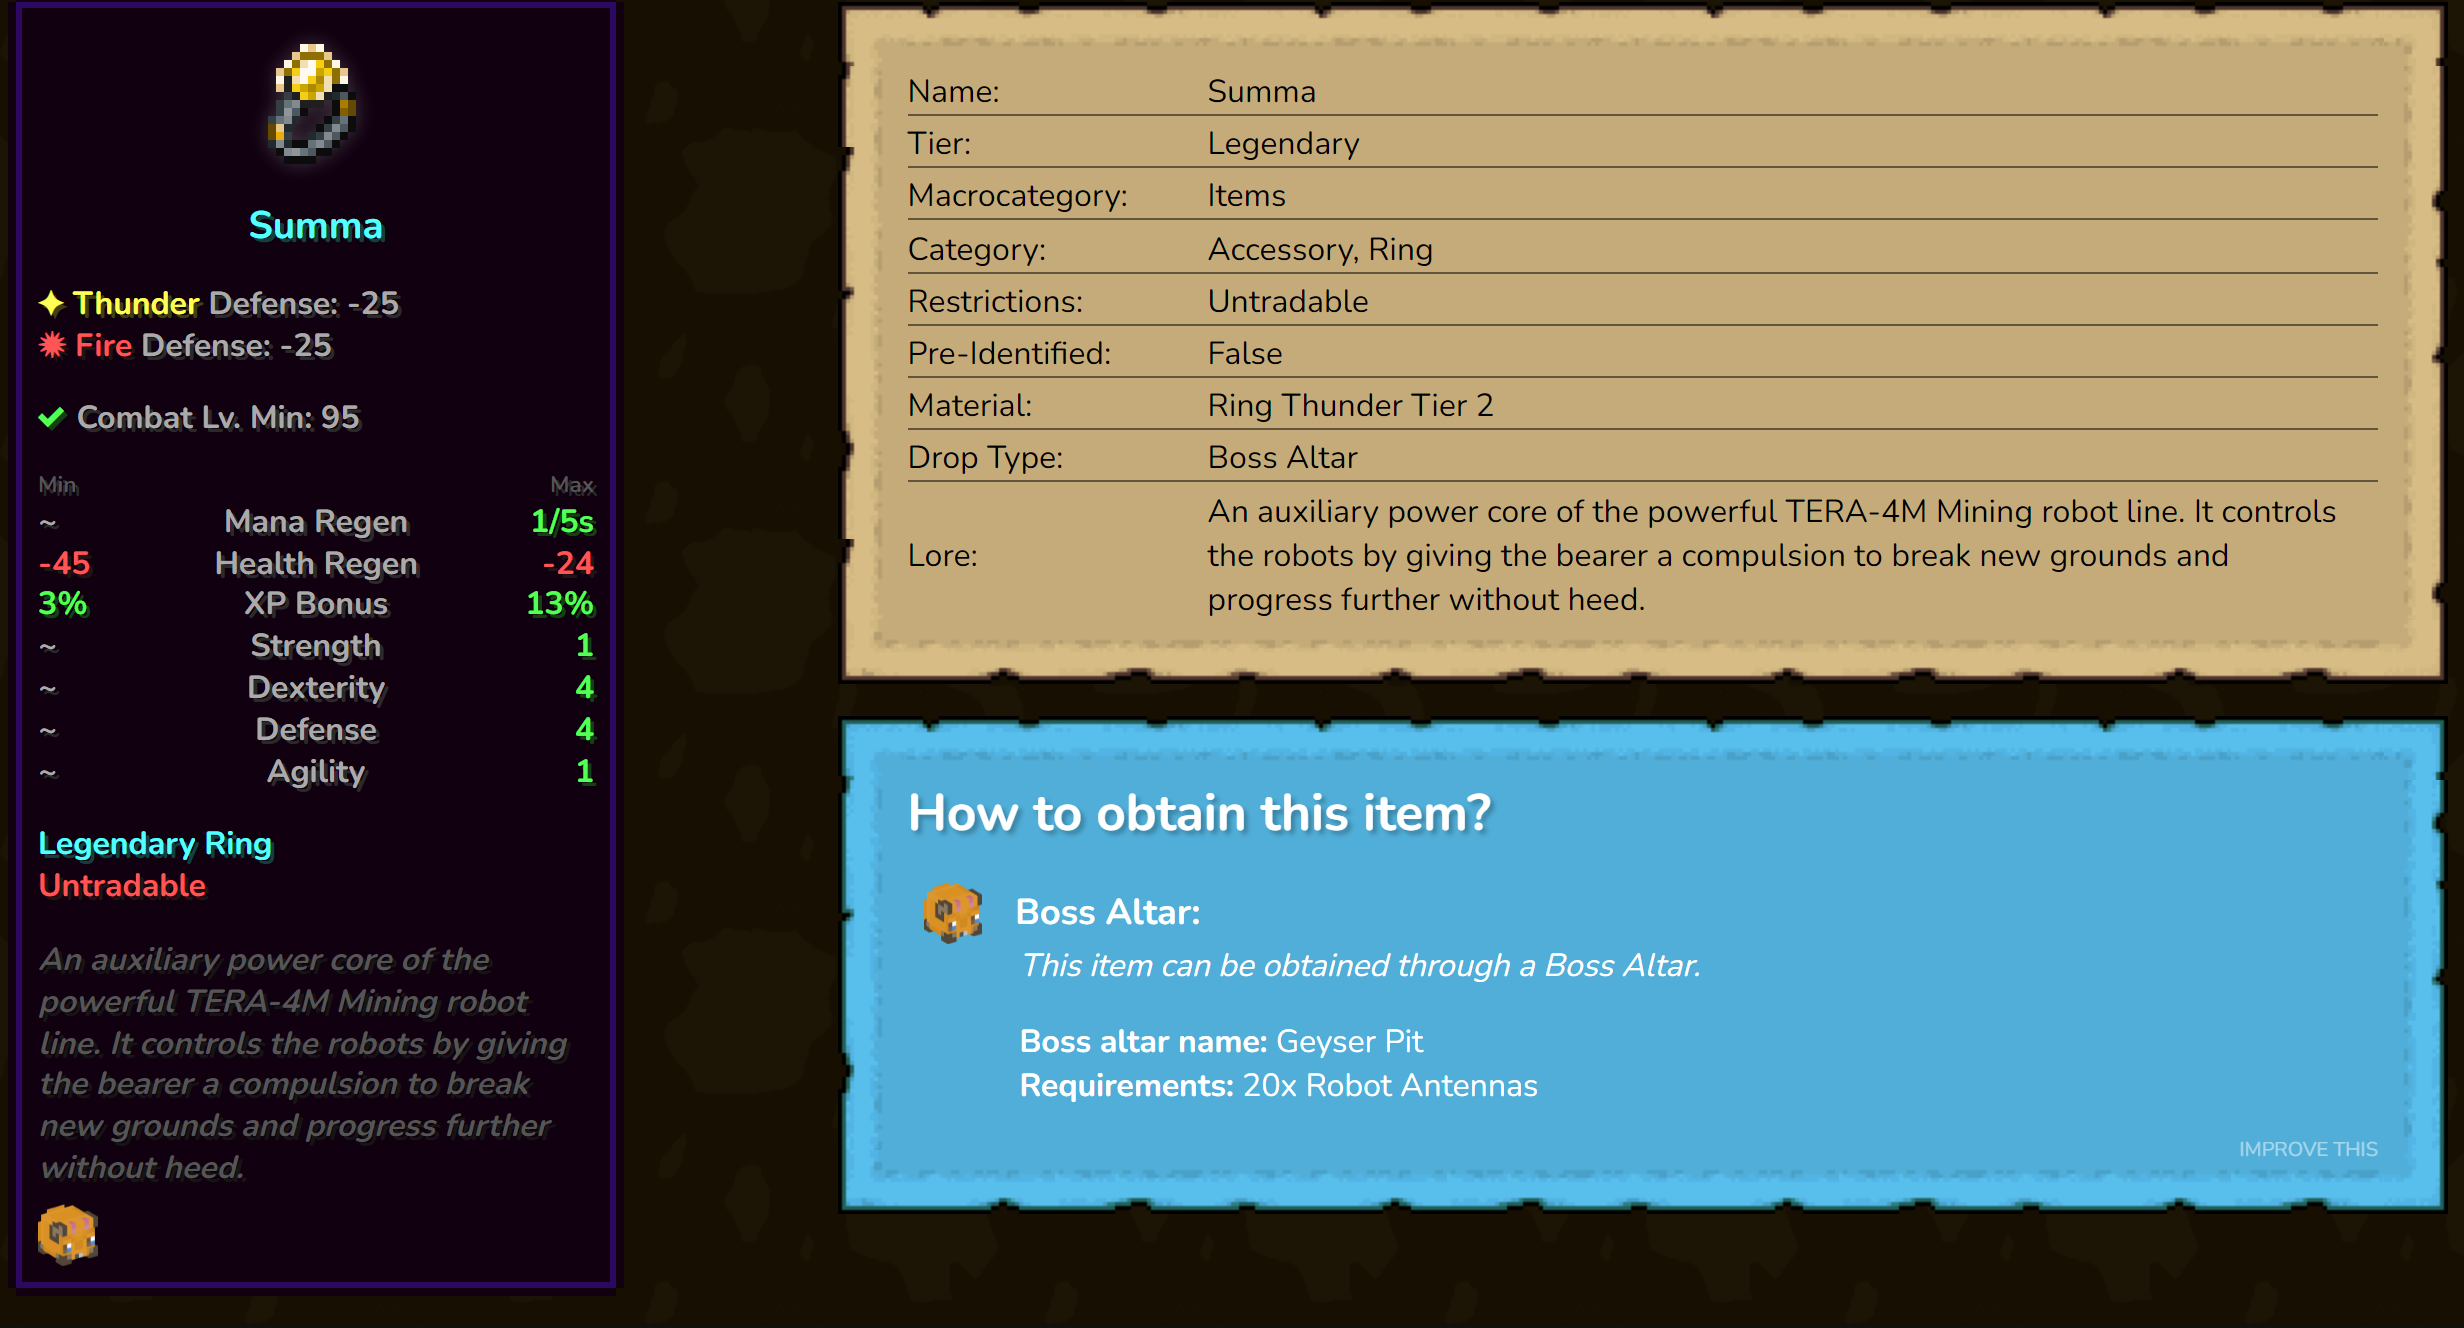 Summa
✦ Thunder Defense: -25
✹ Fire Defense: -25
✔ Combat Lv. Min: 95
Min Max
~ Mana Regen 1/5s
-45 Health Regen -24
3% XP Bonus 13%
~ Strength 1
~ Dexterity 4
~ Defense 4
~ Agility 1
Legendary Ring
Untradable
An auxiliary power core of the
powerful TERA-4M Mining robot
line. It controls the robots by giving
the bearer a compulsion to break
new grounds and progress further
without heed.
Name: Summa
Tier: Legendary
Macrocategory: Items
Category: Accessory, Ring
Restrictions: Untradable
Pre-Identified: False
Material: Ring Thunder Tier 2
Drop Type: Boss Altar
Lore: An auxiliary power core of the powerful TERA-4M Mining robot line. It controls
the robots by giving the bearer a compulsion to break new grounds and
progress further without heed.
How to obtain this item?
Boss Altar:
This item can be obtained through a Boss Altar.
Boss altar name: Geyser Pit
Requirements: 20x Robot Antennas
IMPROVE THIS